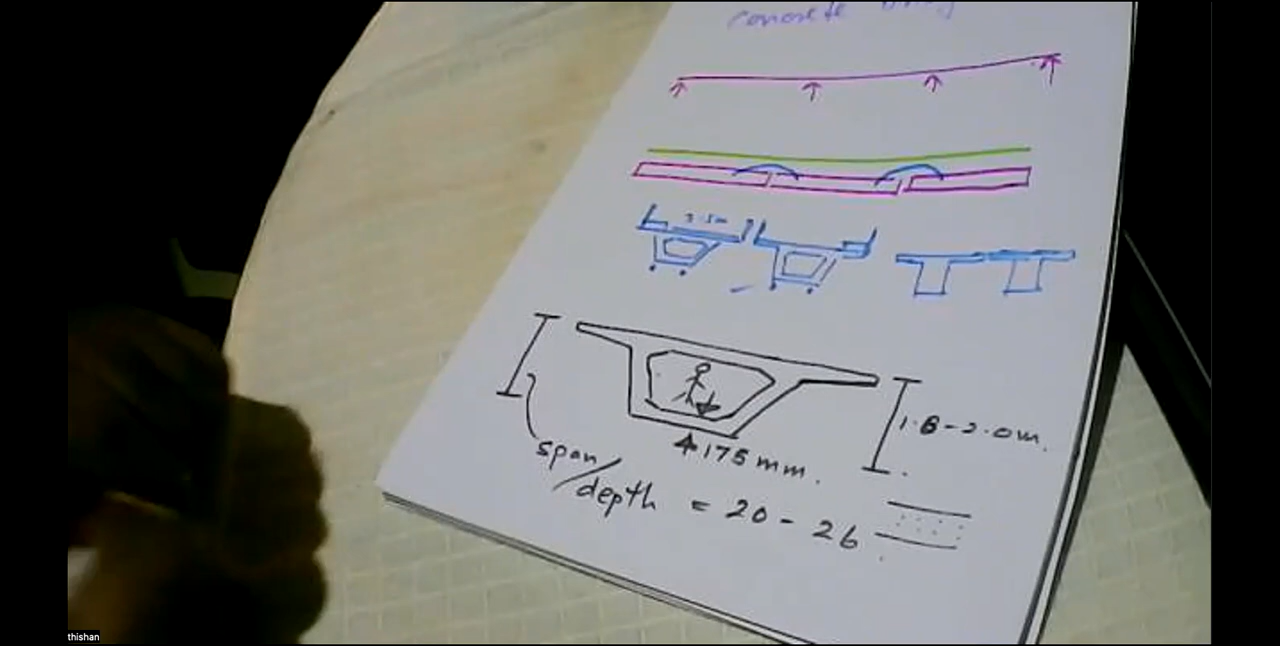 concrete
1.8-2.0m.
175 mm.
span/depth = 20 - 26
thishan